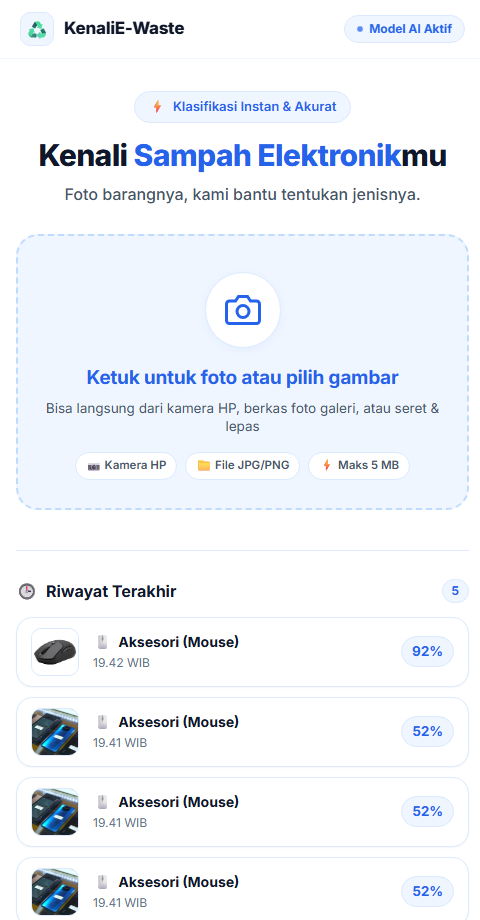 KenaliE-Waste
Model AI Aktif
Klasifikasi Instan & Akurat
Kenali Sampah Elektronikmu
Foto barangnya, kami bantu tentukan jenisnya.
Ketuk untuk foto atau pilih gambar
Bisa langsung dari kamera HP, berkas foto galeri, atau seret &
lepas
Kamera HP
File JPG/PNG
Maks 5 MB
Riwayat Terakhir
5
Aksesori (Mouse)
92%
19.42 WIB
Aksesori (Mouse)
52%
19.41 WIB
Aksesori (Mouse)
52%
19.41 WIB
Aksesori (Mouse)
52%
19.41 WIB